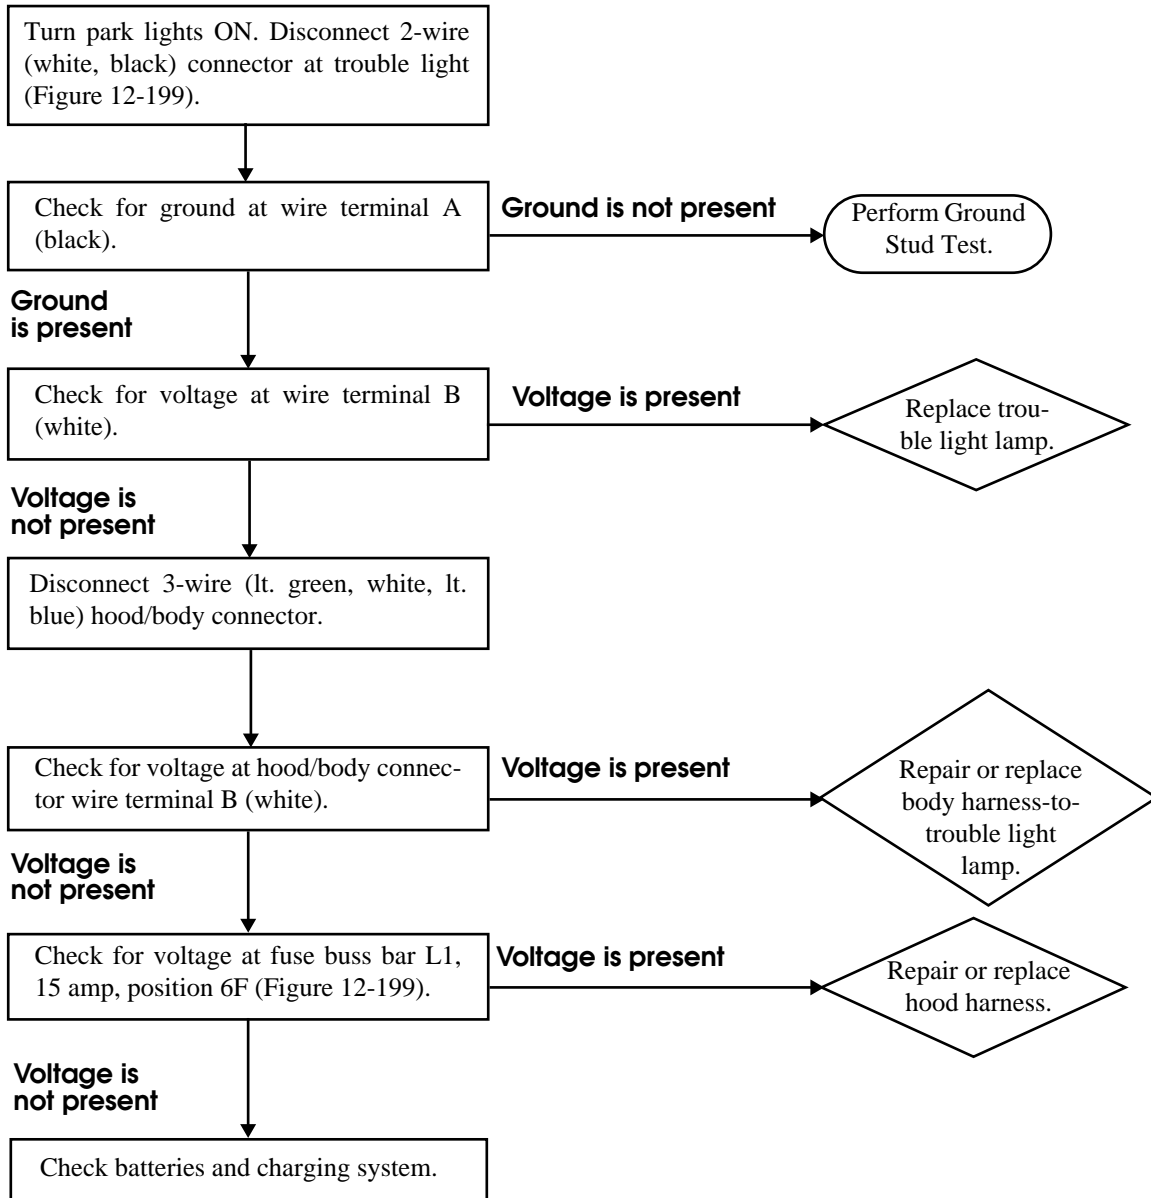 Turn park lights ON. Disconnect 2-wire
(white, black) connector at trouble light
(Figure 12-199).
Check for ground at wire terminal A
(black).
Ground is not present
Perform Ground
Stud Test.
Ground
is present
Check for voltage at wire terminal B
(white).
Voltage is present
Replace trou-
ble light lamp.
Voltage is
not present
Disconnect 3-wire (lt. green, white, lt.
blue) hood/body connector.
Check for voltage at hood/body connec-
tor wire terminal B (white).
Voltage is present
Repair or replace
body harness-to-
trouble light
lamp.
Voltage is
not present
Check for voltage at fuse buss bar L1,
15 amp, position 6F (Figure 12-199).
Voltage is present
Repair or replace
hood harness.
Voltage is
not present
Check batteries and charging system.